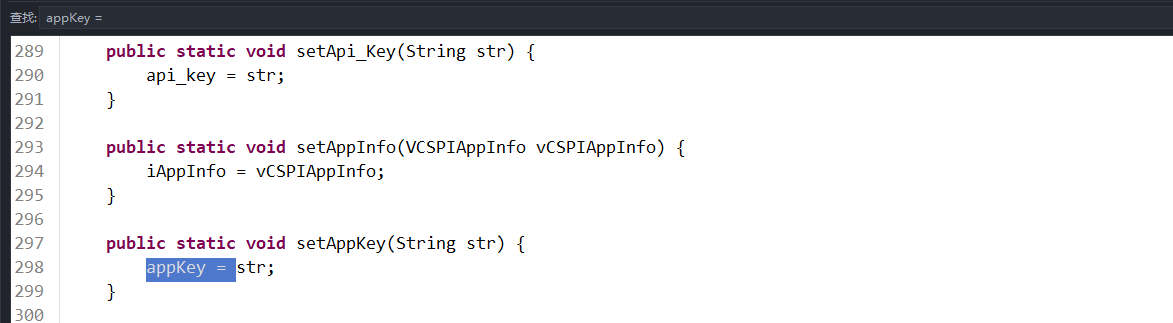 查找: appKey =
289 public static void setApi_Key(String str) {
290 api_key = str;
291 }
292
293 public static void setAppInfo(VCSPIAppInfo vCSPIAppInfo) {
294 iAppInfo = vCSPIAppInfo;
295 }
296
297 public static void setAppKey(String str) {
298 appKey = str;
299 }
300